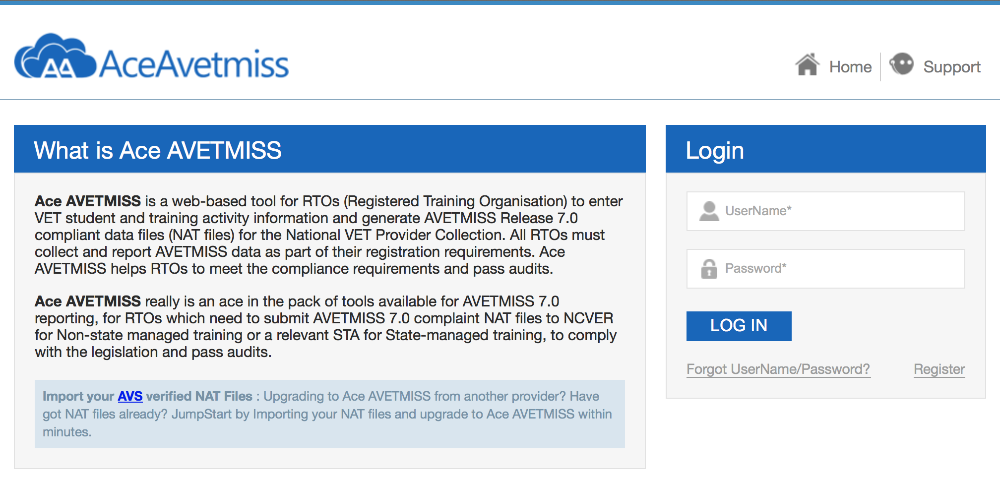 AA AceAvetmiss
Home
Support
What is Ace AVETMISS
Ace AVETMISS is a web-based tool for RTOs (Registered Training Organisation) to enter
VET student and training activity information and generate AVETMISS Release 7.0
compliant data files (NAT files) for the National VET Provider Collection. All RTOs must
collect and report AVETMISS data as part of their registration requirements. Ace
AVETMISS helps RTOs to meet the compliance requirements and pass audits.
Ace AVETMISS really is an ace in the pack of tools available for AVETMISS 7.0
reporting, for RTOs which need to submit AVETMISS 7.0 complaint NAT files to NCVER
for Non-state managed training or a relevant STA for State-managed training, to comply
with the legislation and pass audits.
Import your AVS verified NAT Files : Upgrading to Ace AVETMISS from another provider? Have
got NAT files already? JumpStart by Importing your NAT files and upgrade to Ace AVETMISS within
minutes.
Login
UserName*
Password*
LOG IN
Forgot UserName/Password?
Register